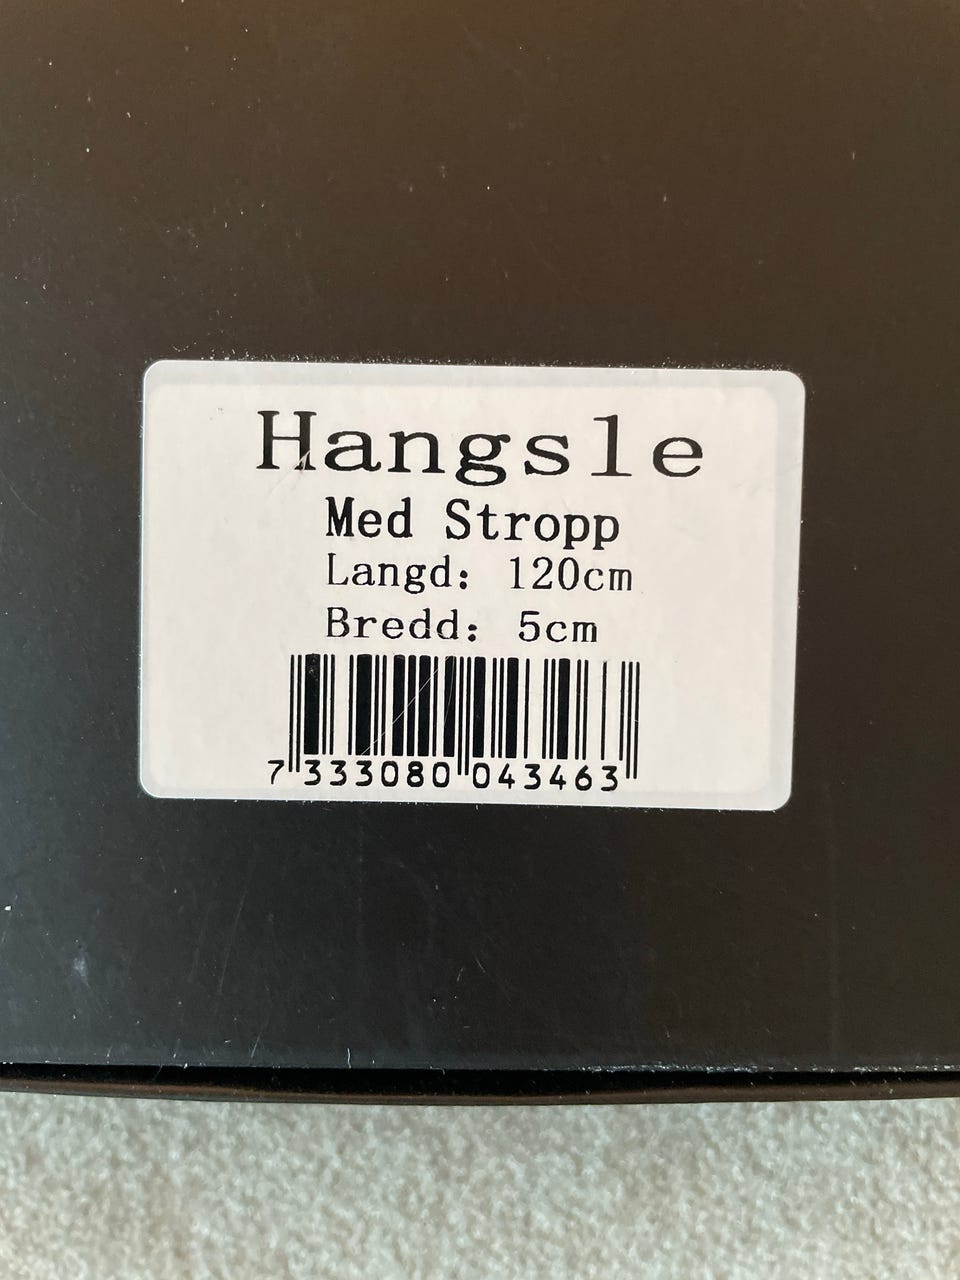 Hangsle
Med Stropp
Langd: 120cm
Bredd: 5cm
7 333080 043463